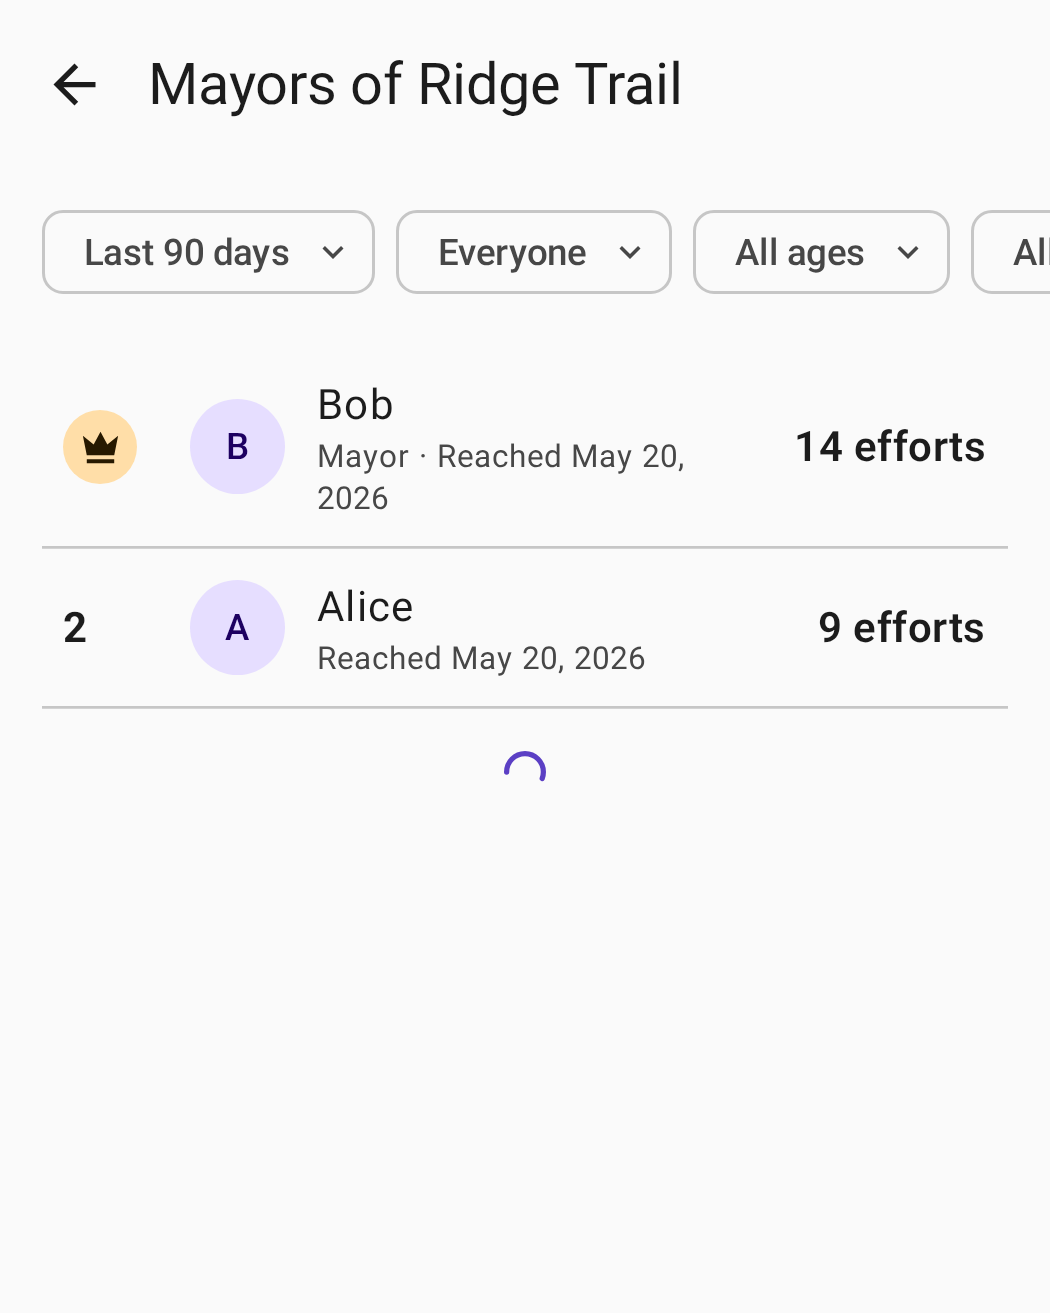 Mayors of Ridge Trail
Last 90 days
Everyone
All ages
All
B
Bob
Mayor · Reached May 20,
2026
14 efforts
2
A
Alice
Reached May 20, 2026
9 efforts